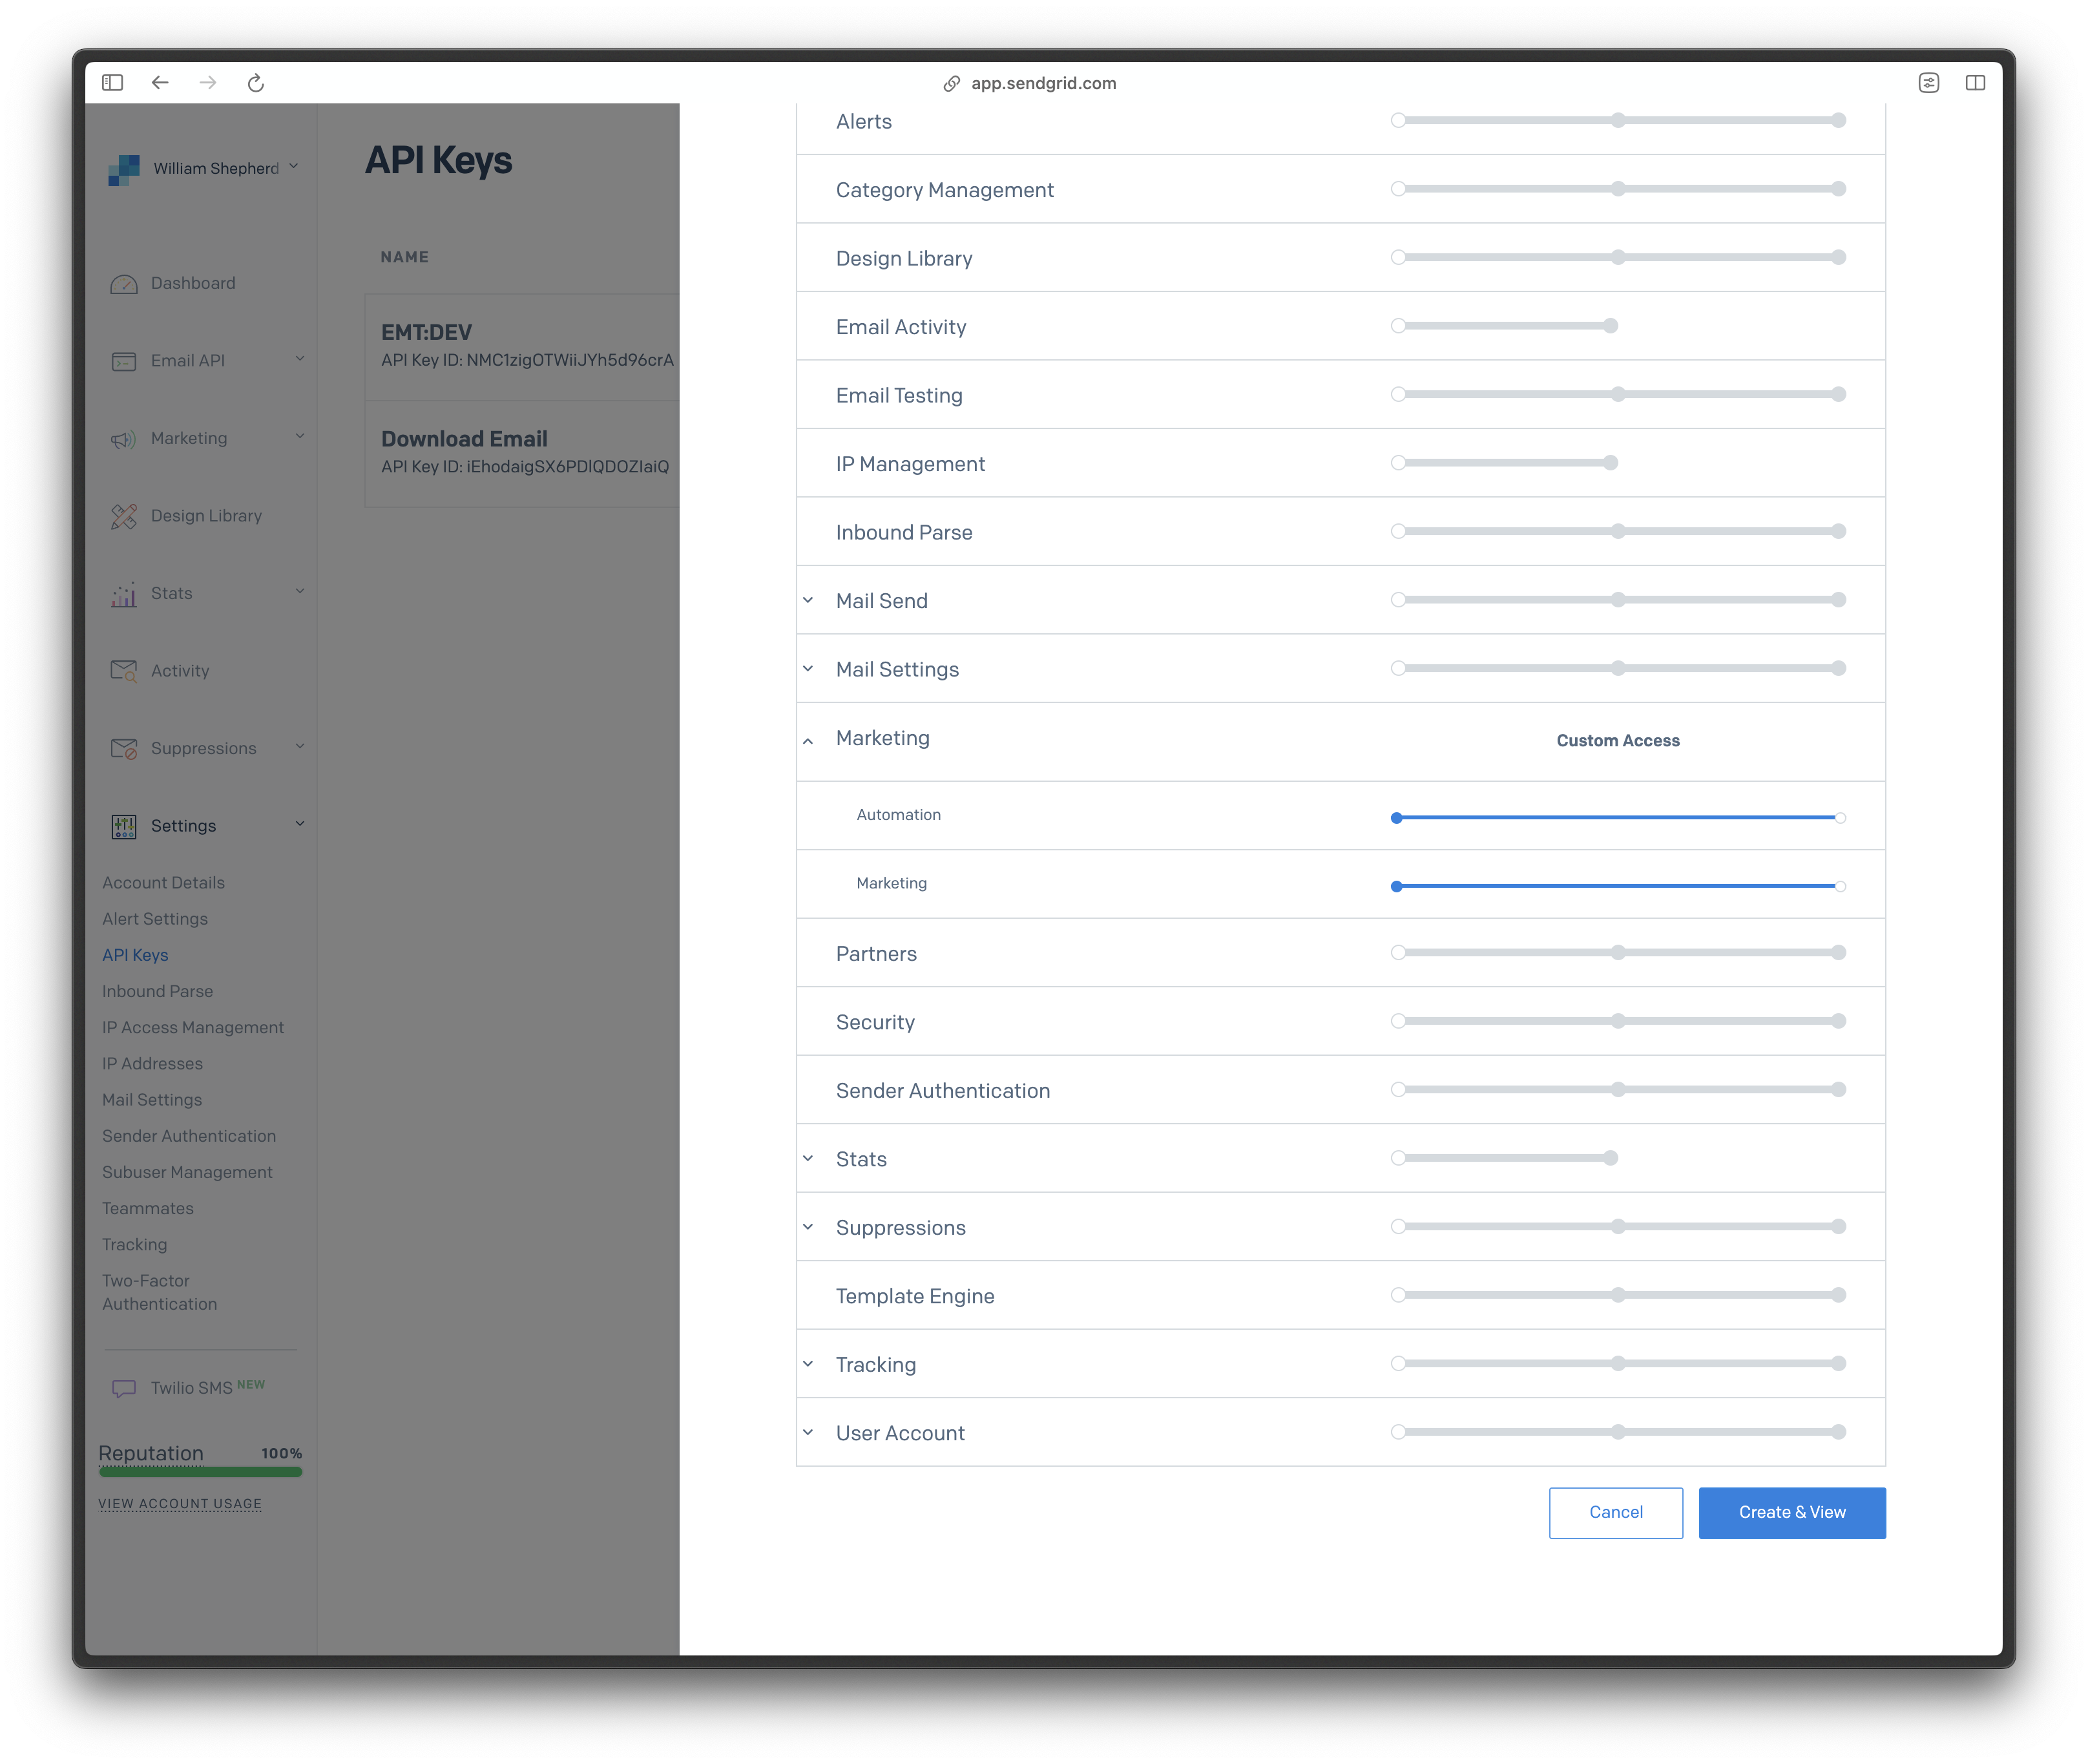 app.sendgrid.com
William Shepherd
Dashboard
Email API
Marketing
Design Library
Stats
Activity
Suppressions
Settings
Account Details
Alert Settings
API Keys
Inbound Parse
IP Access Management
IP Addresses
Mail Settings
Sender Authentication
Subuser Management
Teammates
Tracking
Two-Factor
Authentication
Twilio SMS NEW
Reputation 100%
VIEW ACCOUNT USAGE
API Keys
NAME
EMT:DEV
API Key ID: NMC1zigOTWiiJYh5d96crA
Download Email
API Key ID: iEhodaigSX6PDlQDOZIaiQ
Alerts
Category Management
Design Library
Email Activity
Email Testing
IP Management
Inbound Parse
Mail Send
Mail Settings
Marketing Custom Access
Automation
Marketing
Partners
Security
Sender Authentication
Stats
Suppressions
Template Engine
Tracking
User Account
Cancel Create & View